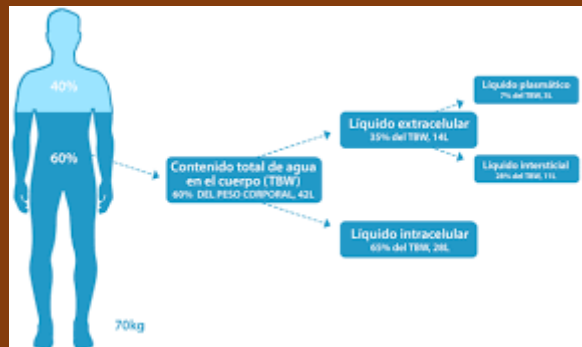 40%
60%
Contenido total de agua
en el cuerpo (TBW)
60% DEL PESO CORPORAL, 42L
Líquido extracelular
35% del TBW, 14L
Líquido plasmático
7% del TBW, 3L
Líquido intersticial
28% del TBW, 11L
Líquido intracelular
65% del TBW, 28L
70kg